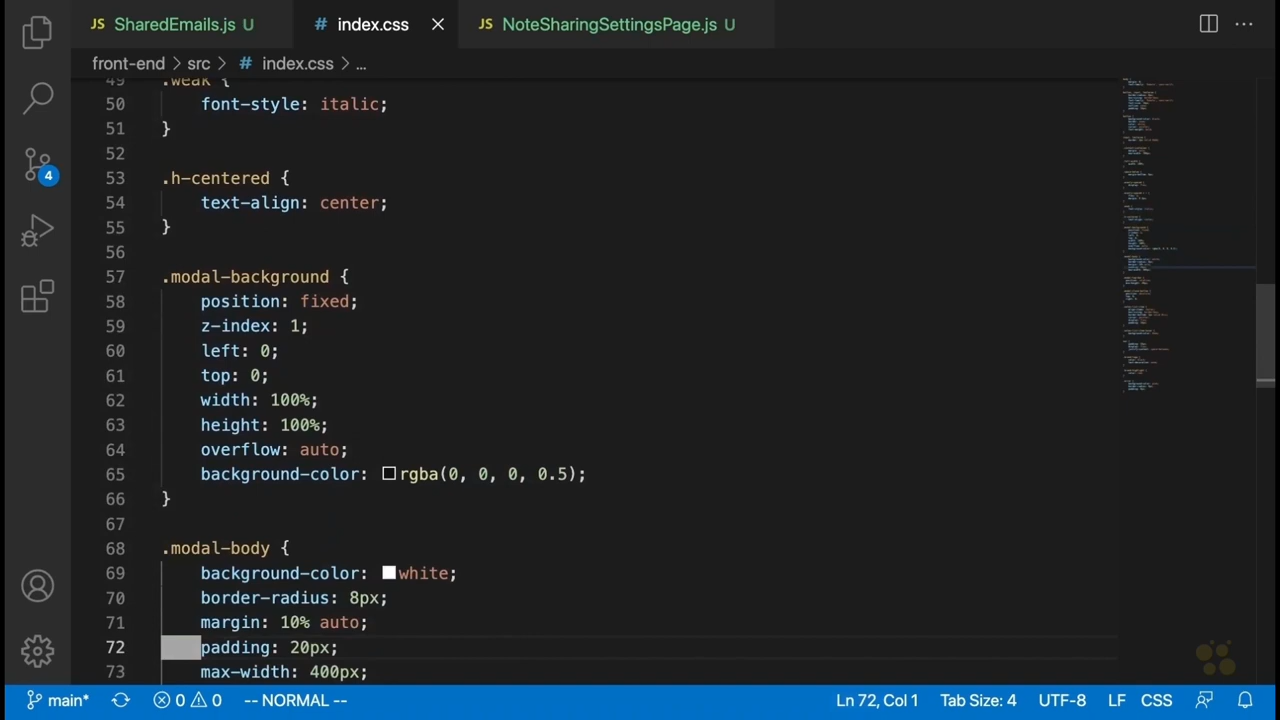 JS SharedEmails.js U
# index.css
JS NoteSharingSettingsPage.js U
front-end > src > # index.css > ...
49 .weak {
50 font-style: italic;
51 }
52
53 .h-centered {
54 text-align: center;
55 }
56
57 .modal-background {
58 position: fixed;
59 z-index: 1;
60 left: 0;
61 top: 0;
62 width: 100%;
63 height: 100%;
64 overflow: auto;
65 background-color: rgba(0, 0, 0, 0.5);
66 }
67
68 .modal-body {
69 background-color: white;
70 border-radius: 8px;
71 margin: 10% auto;
72 padding: 20px;
73 max-width: 400px;
4
main* 0 0 -- NORMAL -- Ln 72, Col 1 Tab Size: 4 UTF-8 LF CSS